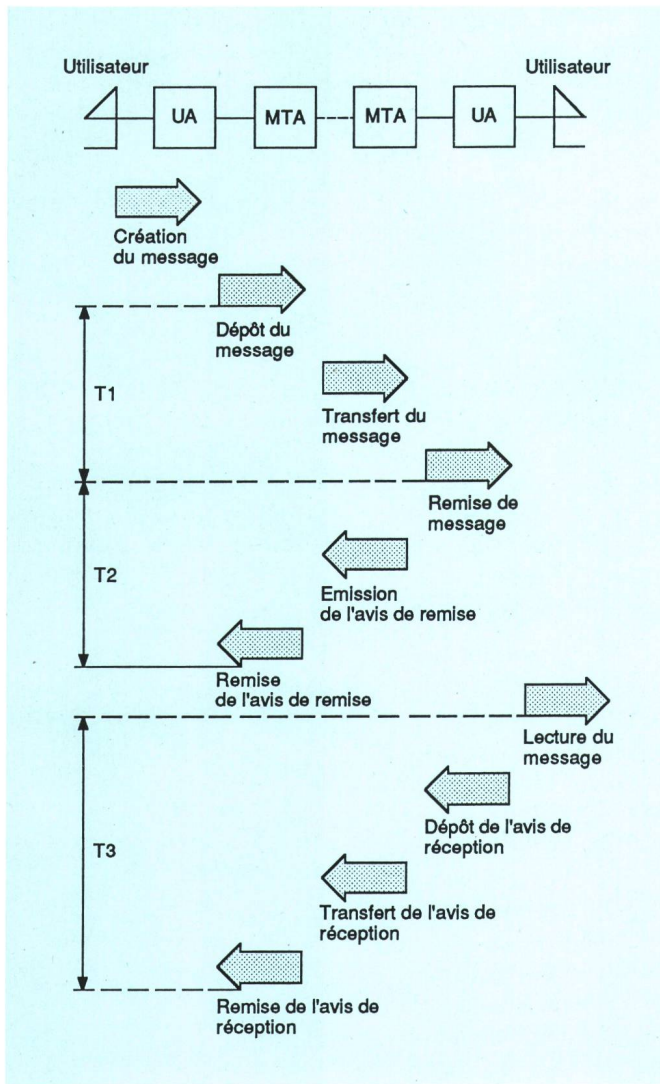 Utilisateur Utilisateur
UA MTA MTA UA
Création
du message
Dépôt du
message
T1
Transfert du
message
Remise de
message
T2
Emission
de l'avis de remise
Remise
de l'avis de remise
Lecture du
message
Dépôt de l'avis de
réception
T3
Transfert de l'avis de
réception
Remise de l'avis de
réception